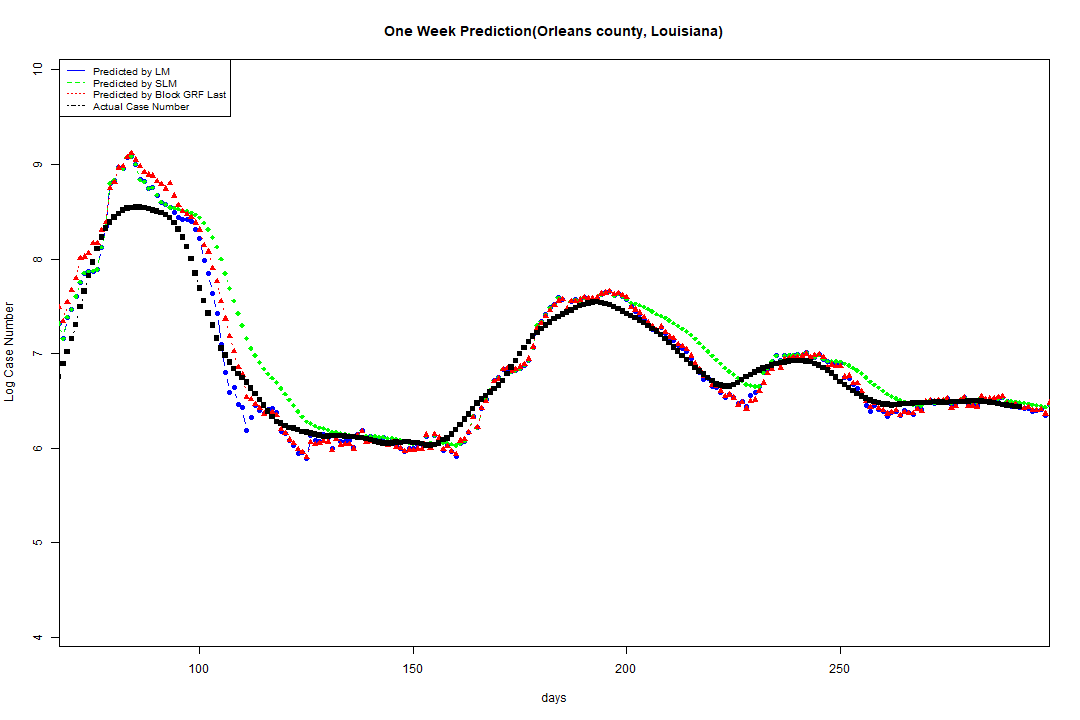 One Week Prediction(Orleans county, Louisiana)
Predicted by LM
Predicted by SLM
Predicted by Block GRF Last
Actual Case Number
10
9
8
7
6
5
4
Log Case Number
100 150 200 250
days